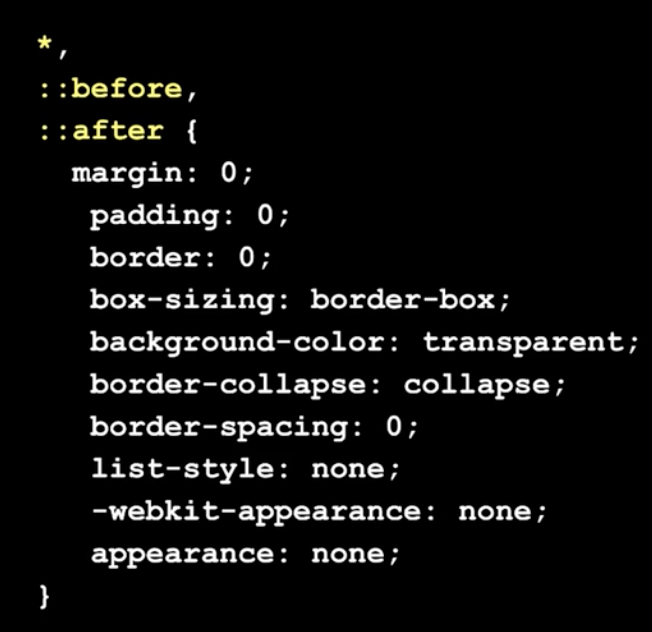 *,
::before,
::after {
  margin: 0;
   padding: 0;
   border: 0;
   box-sizing: border-box;
   background-color: transparent;
   border-collapse: collapse;
   border-spacing: 0;
   list-style: none;
   -webkit-appearance: none;
   appearance: none;
}